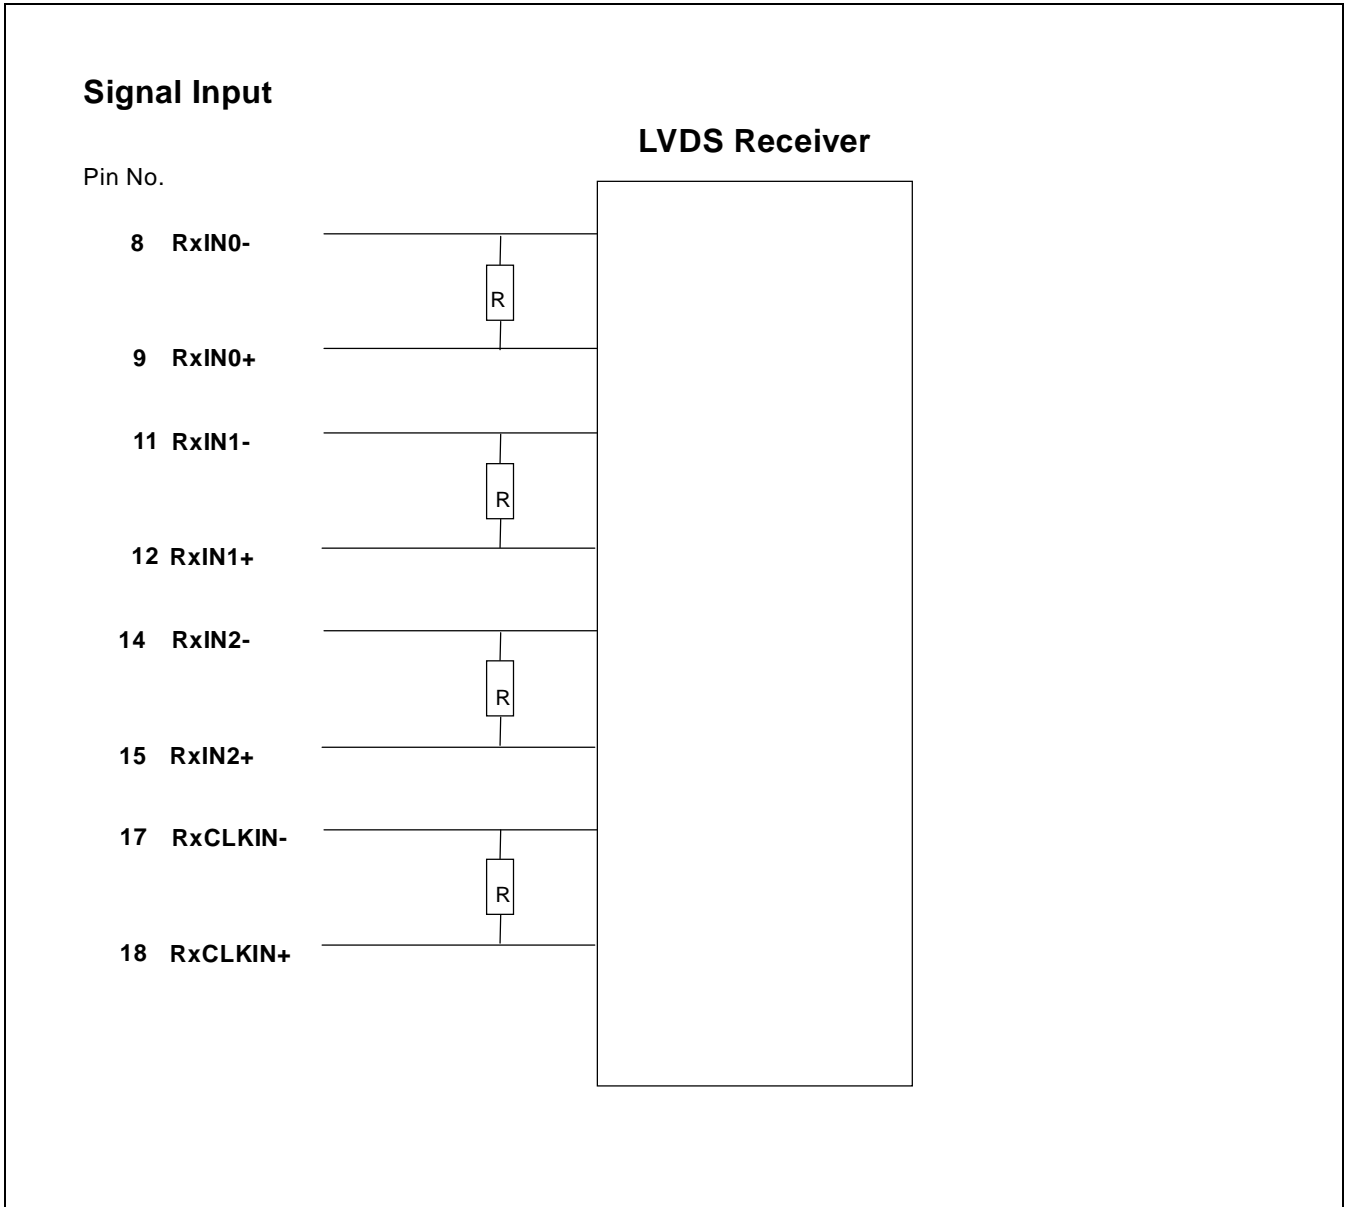 Signal Input
LVDS Receiver
Pin No.
8 RxIN0-
R
9 RxIN0+
11 RxIN1-
R
12 RxIN1+
14 RxIN2-
R
15 RxIN2+
17 RxCLKIN-
R
18 RxCLKIN+